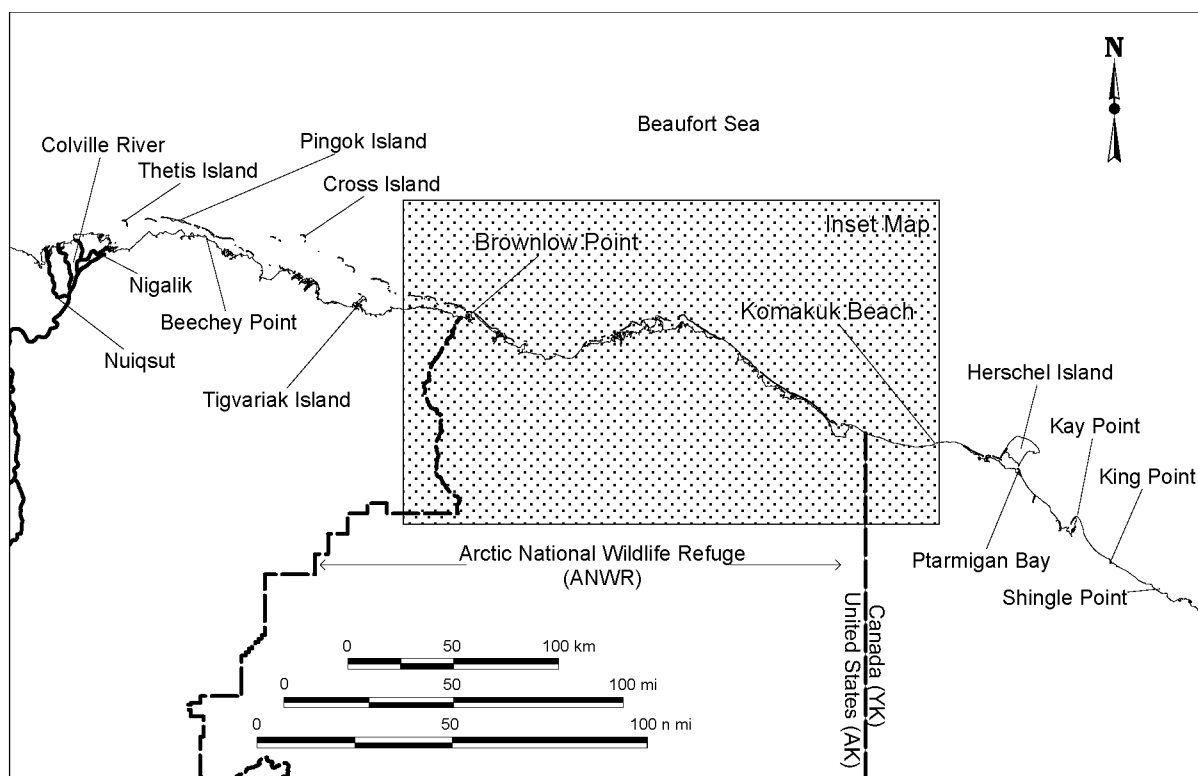 N
Beaufort Sea
Colville River
Pingok Island
Thetis Island
Cross Island
Inset Map
Brownlow Point
Nigalik
Komakuk Beach
Beechey Point
Nuiqsut
Herschel Island
Tigvariak Island
Kay Point
King Point
Arctic National Wildlife Refuge
(ANWR)
Ptarmigan Bay
Shingle Point
Canada (YK)
United States (AK)
0 50 100 km
0 50 100 mi
0 50 100 n mi